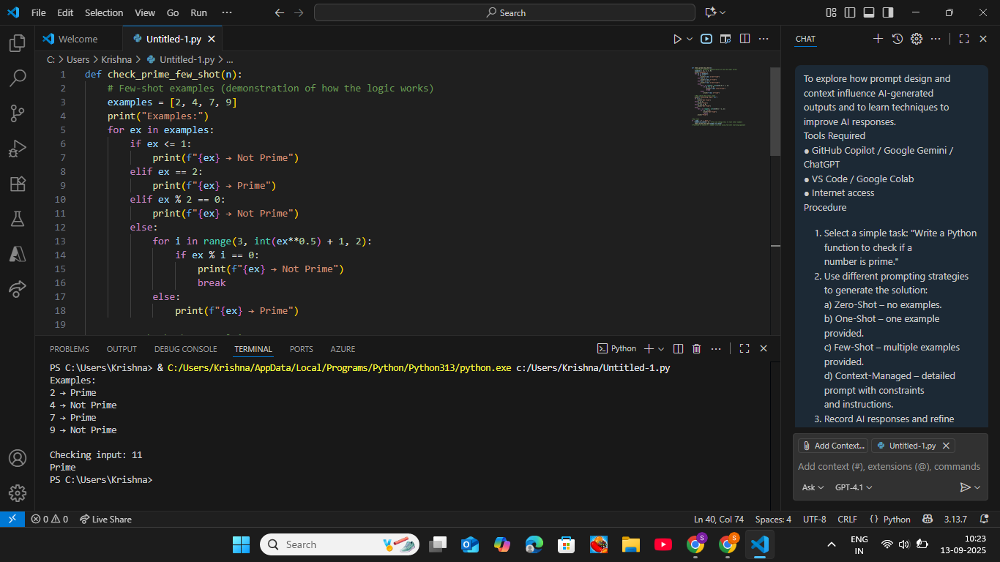 File Edit Selection View Go Run ··· Search
Welcome
Untitled-1.py
C: > Users > Krishna > Untitled-1.py > ...
1 def check_prime_few_shot(n):
2 # Few-shot examples (demonstration of how the logic works)
3 examples = [2, 4, 7, 9]
4 print("Examples:")
5 for ex in examples:
6 if ex <= 1:
7 print(f"{ex} → Not Prime")
8 elif ex == 2:
9 print(f"{ex} → Prime")
10 elif ex % 2 == 0:
11 print(f"{ex} → Not Prime")
12 else:
13 for i in range(3, int(ex**0.5) + 1, 2):
14 if ex % i == 0:
15 print(f"{ex} → Not Prime")
16 break
17 else:
18 print(f"{ex} → Prime")
19
PROBLEMS OUTPUT DEBUG CONSOLE TERMINAL PORTS AZURE
Python
PS C:\Users\Krishna> & C:/Users/Krishna/AppData/Local/Programs/Python/Python313/python.exe c:/Users/Krishna/Untitled-1.py
Examples:
2 → Prime
4 → Not Prime
7 → Prime
9 → Not Prime
Checking input: 11
Prime
PS C:\Users\Krishna>
CHAT
To explore how prompt design and
context influence AI-generated
outputs and to learn techniques to
improve AI responses.
Tools Required
● GitHub Copilot / Google Gemini /
ChatGPT
● VS Code / Google Colab
● Internet access
Procedure
1. Select a simple task: "Write a Python
function to check if a
number is prime."
2. Use different prompting strategies
to generate the solution:
a) Zero-Shot – no examples.
b) One-Shot – one example
provided.
c) Few-Shot – multiple examples
provided.
d) Context-Managed – detailed
prompt with constraints
and instructions.
3. Record AI responses and refine
Add Context...
Untitled-1.py
Add context (#), extensions (@), commands
Ask GPT-4.1
0 0 Live Share
Ln 40, Col 74 Spaces: 4 UTF-8 CRLF { } Python 3.13.7
Search
S
S
ENG
IN
10:23
13-09-2025